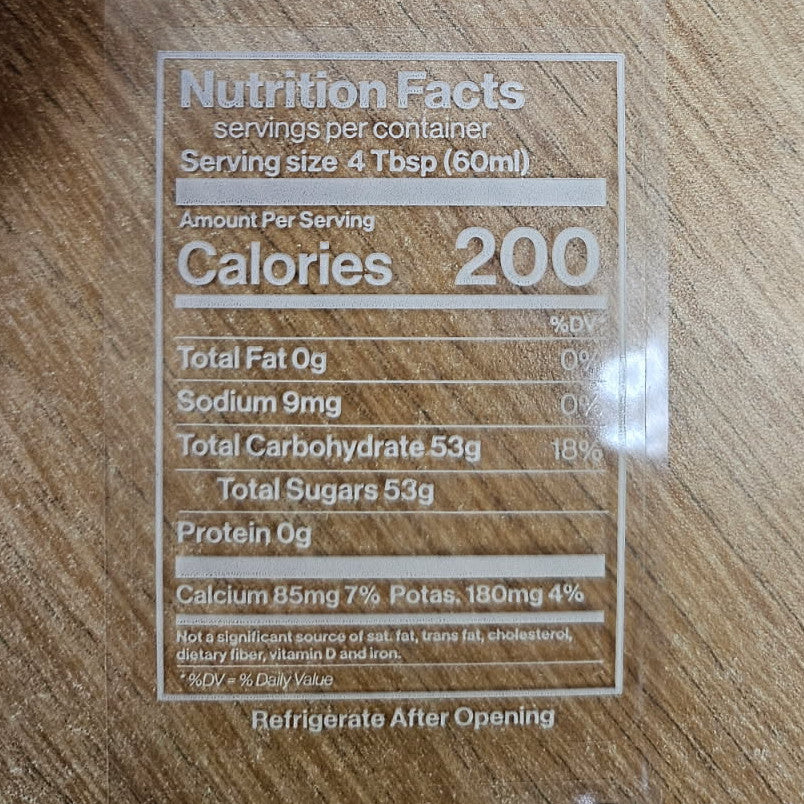 Nutrition Facts
servings per container
Serving size 4 Tbsp (60ml)
Amount Per Serving
Calories 200
%DV*
Total Fat 0g 0%
Sodium 9mg 0%
Total Carbohydrate 53g 18%
Total Sugars 53g
Protein 0g
Calcium 85mg 7% Potas. 180mg 4%
Not a significant source of sat. fat, trans fat, cholesterol,
dietary fiber, vitamin D and iron.
*%DV = % Daily Value
Refrigerate After Opening